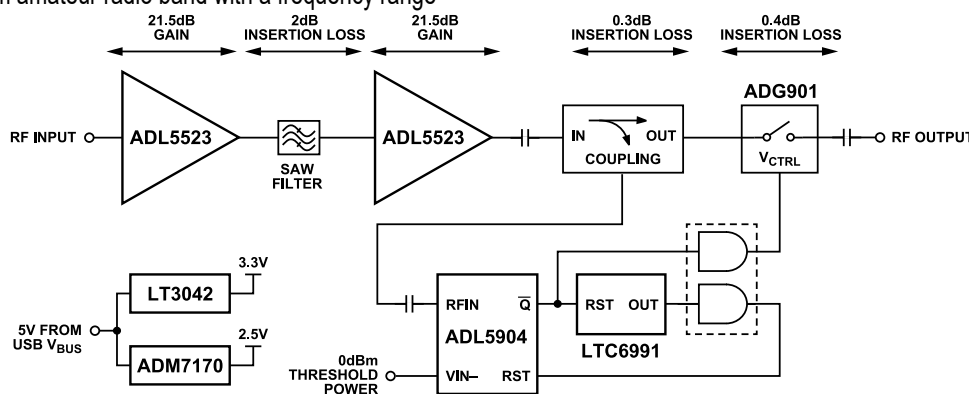 n amateur radio band with a frequency range
21.5dB
GAIN
2dB
INSERTION LOSS
21.5dB
GAIN
0.3dB
INSERTION LOSS
0.4dB
INSERTION LOSS
ADG901
RF INPUT
ADL5523
SAW
FILTER
ADL5523
IN
OUT
COUPLING
VCTRL
RF OUTPUT
5V FROM
USB VBUS
LT3042
3.3V
ADM7170
2.5V
0dBm
THRESHOLD
POWER
RFIN
Q
ADL5904
VIN–
RST
RST
OUT
LTC6991